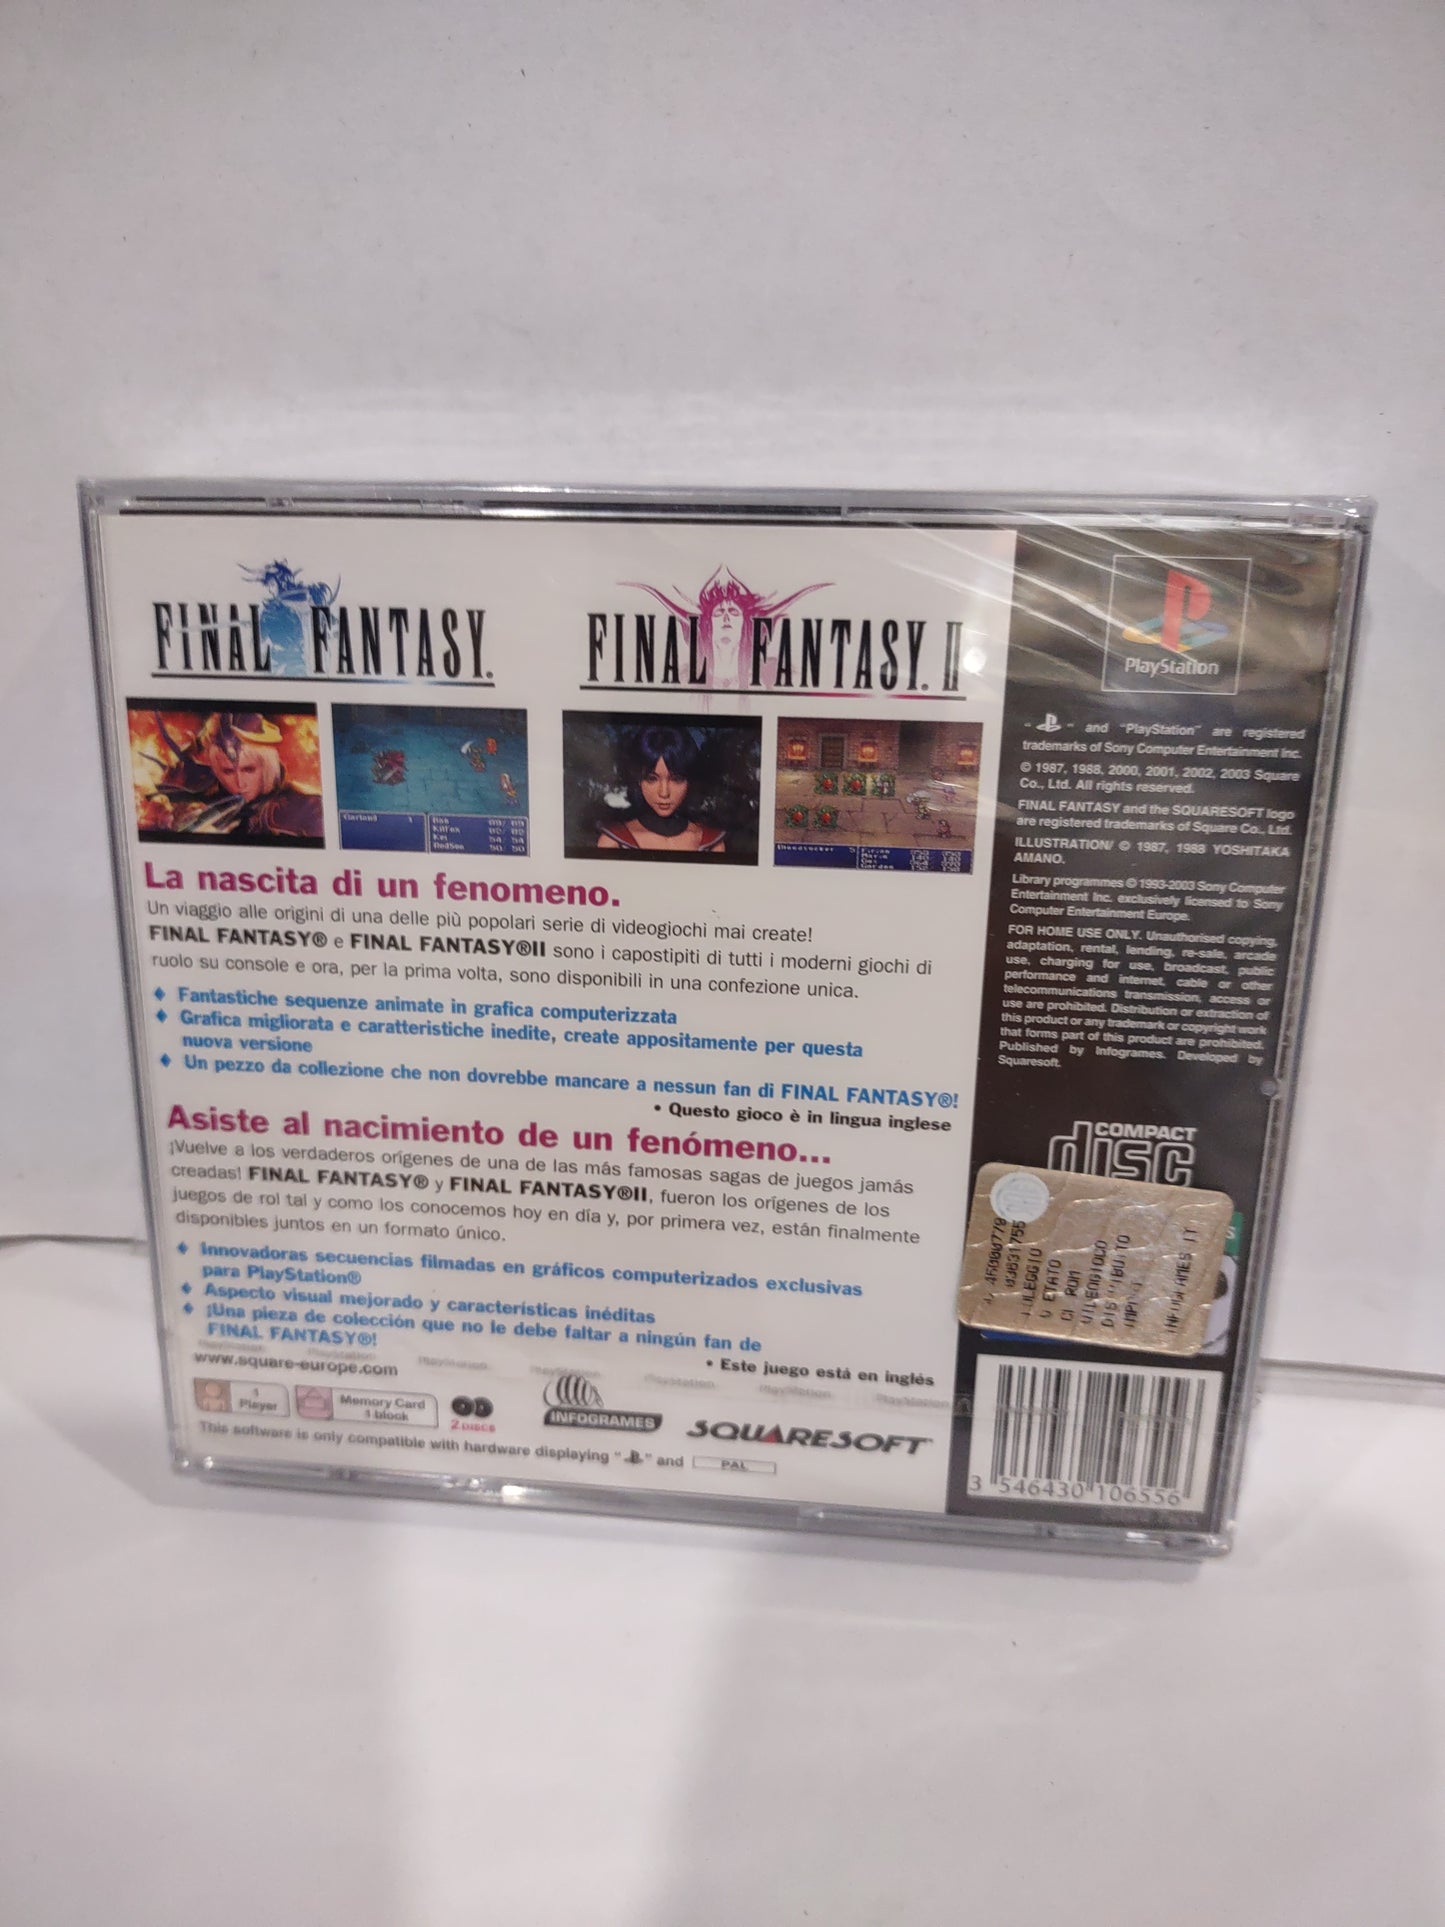 FINAL FANTASY®
FINAL FANTASY® II
Garland 1
La nascita di un fenomeno.
Un viaggio alle origini di una delle più popolari serie di videogiochi mai create!
FINAL FANTASY® e FINAL FANTASY®II sono i capostipiti di tutti i moderni giochi di
ruolo su console e ora, per la prima volta, sono disponibili in una confezione unica.
♦ Fantastiche sequenze animate in grafica computerizzata
♦ Grafica migliorata e caratteristiche inedite, create appositamente per questa
nuova versione
♦ Un pezzo da collezione che non dovrebbe mancare a nessun fan di FINAL FANTASY®!
• Questo gioco è in lingua inglese
Asiste al nacimiento de un fenómeno...
¡Vuelve a los verdaderos orígenes de una de las más famosas sagas de juegos jamás
creadas! FINAL FANTASY® y FINAL FANTASY®II, fueron los orígenes de los
juegos de rol tal y como los conocemos hoy en día y, por primera vez, están finalmente
disponibles juntos en un formato único.
♦ Innovadoras secuencias filmadas en gráficos computerizados exclusivas
para PlayStation®
♦ Aspecto visual mejorado y características inéditas
♦ ¡Una pieza de colección que no le debe faltar a ningún fan de
FINAL FANTASY®!
• Este juego está en inglés
www.square-europe.com
1
Player
Memory Card
1 block
2 DISCS
INFOGRAMES
SQUARESOFT
This software is only compatible with hardware displaying " " and PAL
PlayStation
" " and "PlayStation" are registered
trademarks of Sony Computer Entertainment Inc.
© 1987, 1988, 2000, 2001, 2002, 2003 Square
Co., Ltd. All rights reserved.
FINAL FANTASY and the SQUARESOFT logo
are registered trademarks of Square Co., Ltd.
ILLUSTRATION/ © 1987, 1988 YOSHITAKA
AMANO.
Library programmes © 1993-2003 Sony Computer
Entertainment Inc. exclusively licensed to Sony
Computer Entertainment Europe.
FOR HOME USE ONLY. Unauthorised copying,
adaptation, rental, lending, re-sale, arcade
use, charging for use, broadcast, public
performance and internet, cable or other
telecommunications transmission, access or
use are prohibited. Distribution or extraction of
this product or any trademark or copyright work
that forms part of this product are prohibited.
Published by Infogrames. Developed by
Squaresoft.
COMPACT
disc
3 546430 106556